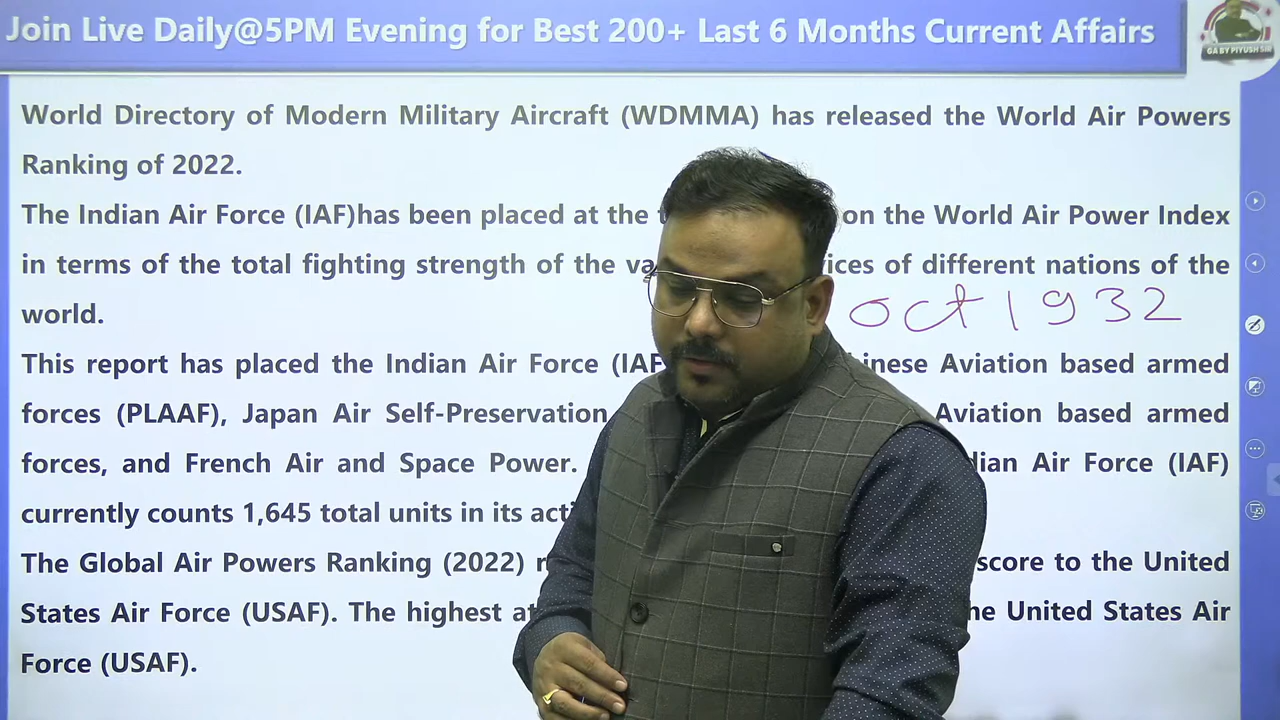 Join Live Daily@5PM Evening for Best 200+ Last 6 Months Current Affairs
GA BY PIYUSH SIR
World Directory of Modern Military Aircraft (WDMMA) has released the World Air Powers
Ranking of 2022.
The Indian Air Force (IAF)has been placed at the on the World Air Power Index
in terms of the total fighting strength of the of different nations of the
world.
oct 1932
This report has placed the Indian Air Force (IAF Aviation based armed
forces (PLAAF), Japan Air Self-Preservation Aviation based armed
forces, and French Air and Space Power. Air Force (IAF)
currently counts 1,645 total units in its
The Global Air Powers Ranking (2022) score to the United
States Air Force (USAF). The highest United States Air
Force (USAF).